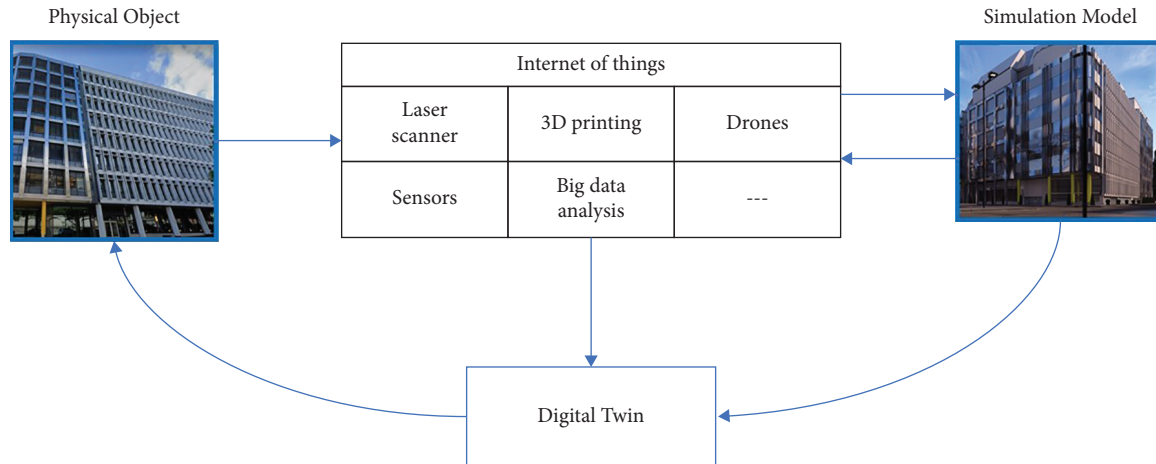 Physical Object
Simulation Model
Internet of things
Laser
scanner
3D printing
Drones
Sensors
Big data
analysis
---
Digital Twin